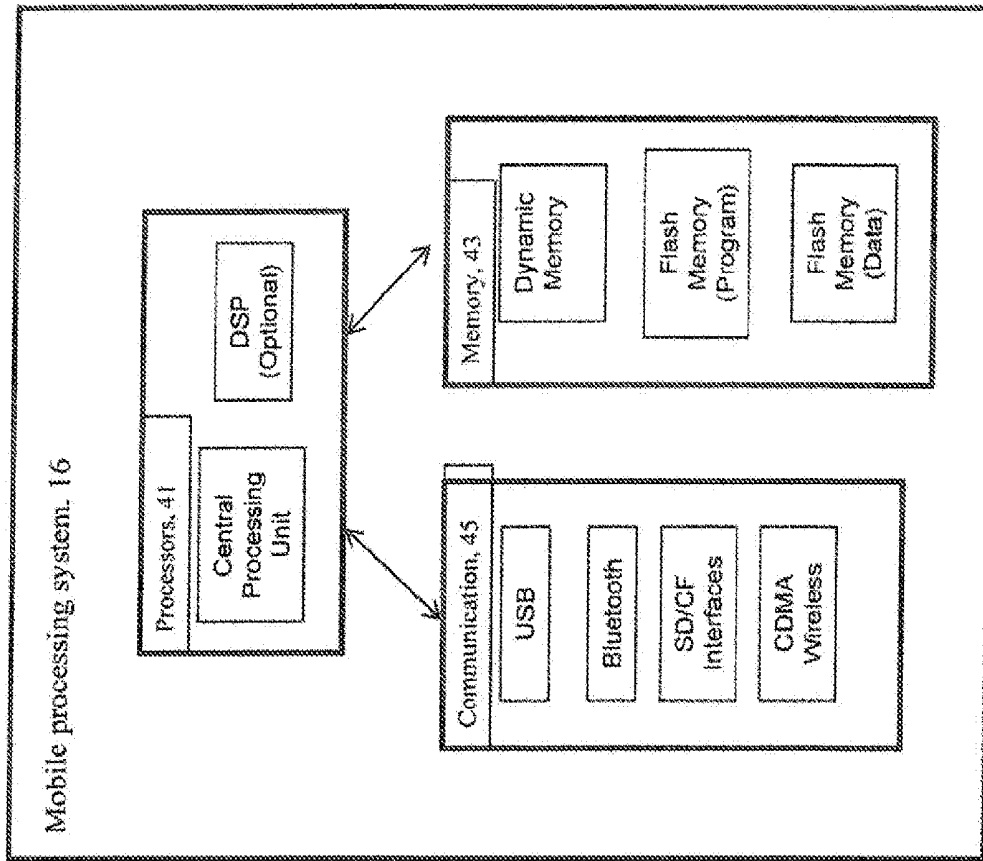 Mobile processing system. 16
Processors, 41
Central
Processing
Unit
DSP
(Optional)
Communication, 45
USB
Bluetooth
SD/CF
Interfaces
CDMA
Wireless
Memory, 43
Dynamic
Memory
Flash
Memory
(Program)
Flash
Memory
(Data)